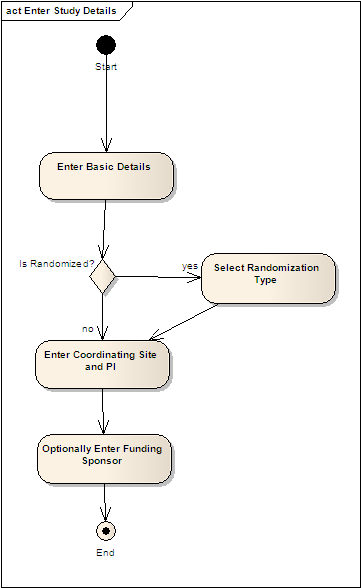 act Enter Study Details
Start
Enter Basic Details
Is Randomized?
yes
Select Randomization
Type
no
Enter Coordinating Site
and PI
Optionally Enter Funding
Sponsor
End